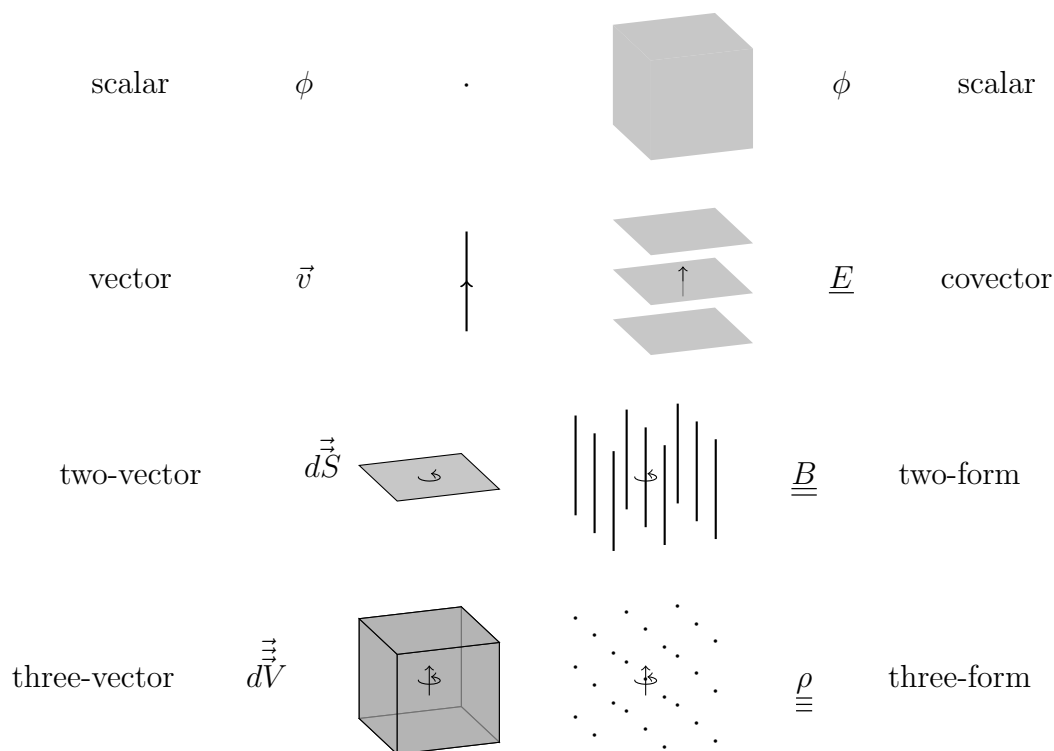 scalar ϕ ϕ scalar
vector v⃗ E̲ covector
two-vector dS⃗⃗ B̳ two-form
three-vector dV⃗⃗⃗ ρ̳̲ three-form